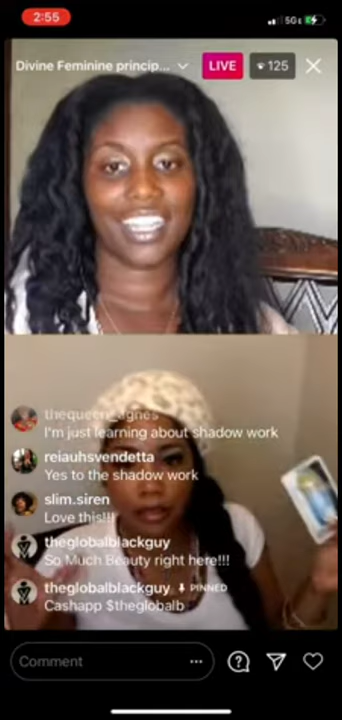 2:55
5G E
Divine Feminine princip...
LIVE
125
thequeen_agnes
I'm just learning about shadow work
reiauhsvendetta
Yes to the shadow work
slim.siren
Love this!!!
theglobalblackguy
So Much Beauty right here!!!
theglobalblackguy PINNED
Cashapp $theglobalb
Comment